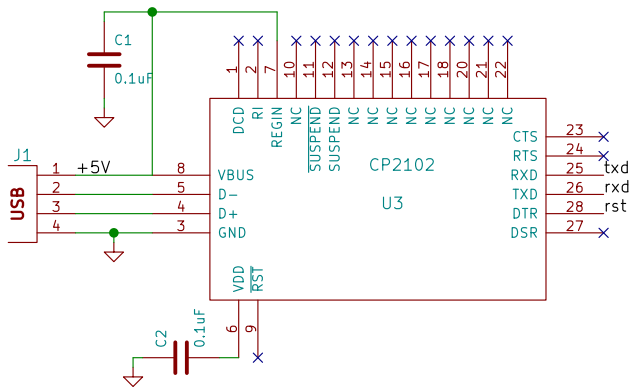 C1
0.1uF
1
2
7
10
11
12
13
14
15
16
17
18
20
21
22
DCD
RI
REGIN
NC
SUSPEND
SUSPEND
NC
NC
NC
NC
NC
NC
NC
NC
NC
J1
USB
1
+5V
8
VBUS
2
5
D-
3
4
D+
4
3
GND
CP2102
U3
CTS
23
RTS
24
RXD
25
txd
TXD
26
rxd
DTR
28
rst
DSR
27
VDD
RST
6
9
C2
0.1uF